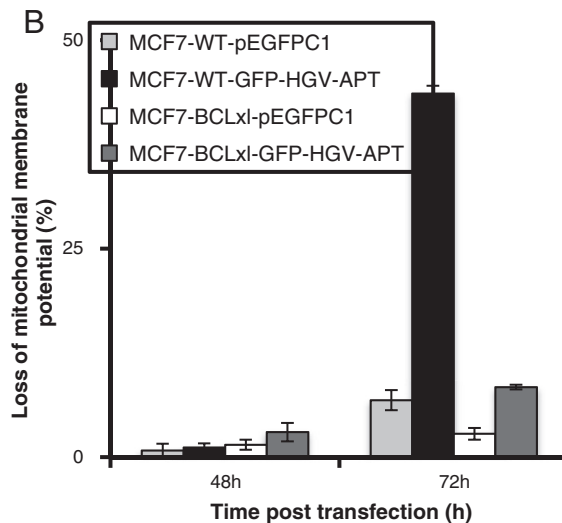 B
50
MCF7-WT-pEGFPC1
MCF7-WT-GFP-HGV-APT
MCF7-BCLxl-pEGFPC1
MCF7-BCLxl-GFP-HGV-APT
25
0
Loss of mitochondrial membrane
potential (%)
48h
72h
Time post transfection (h)